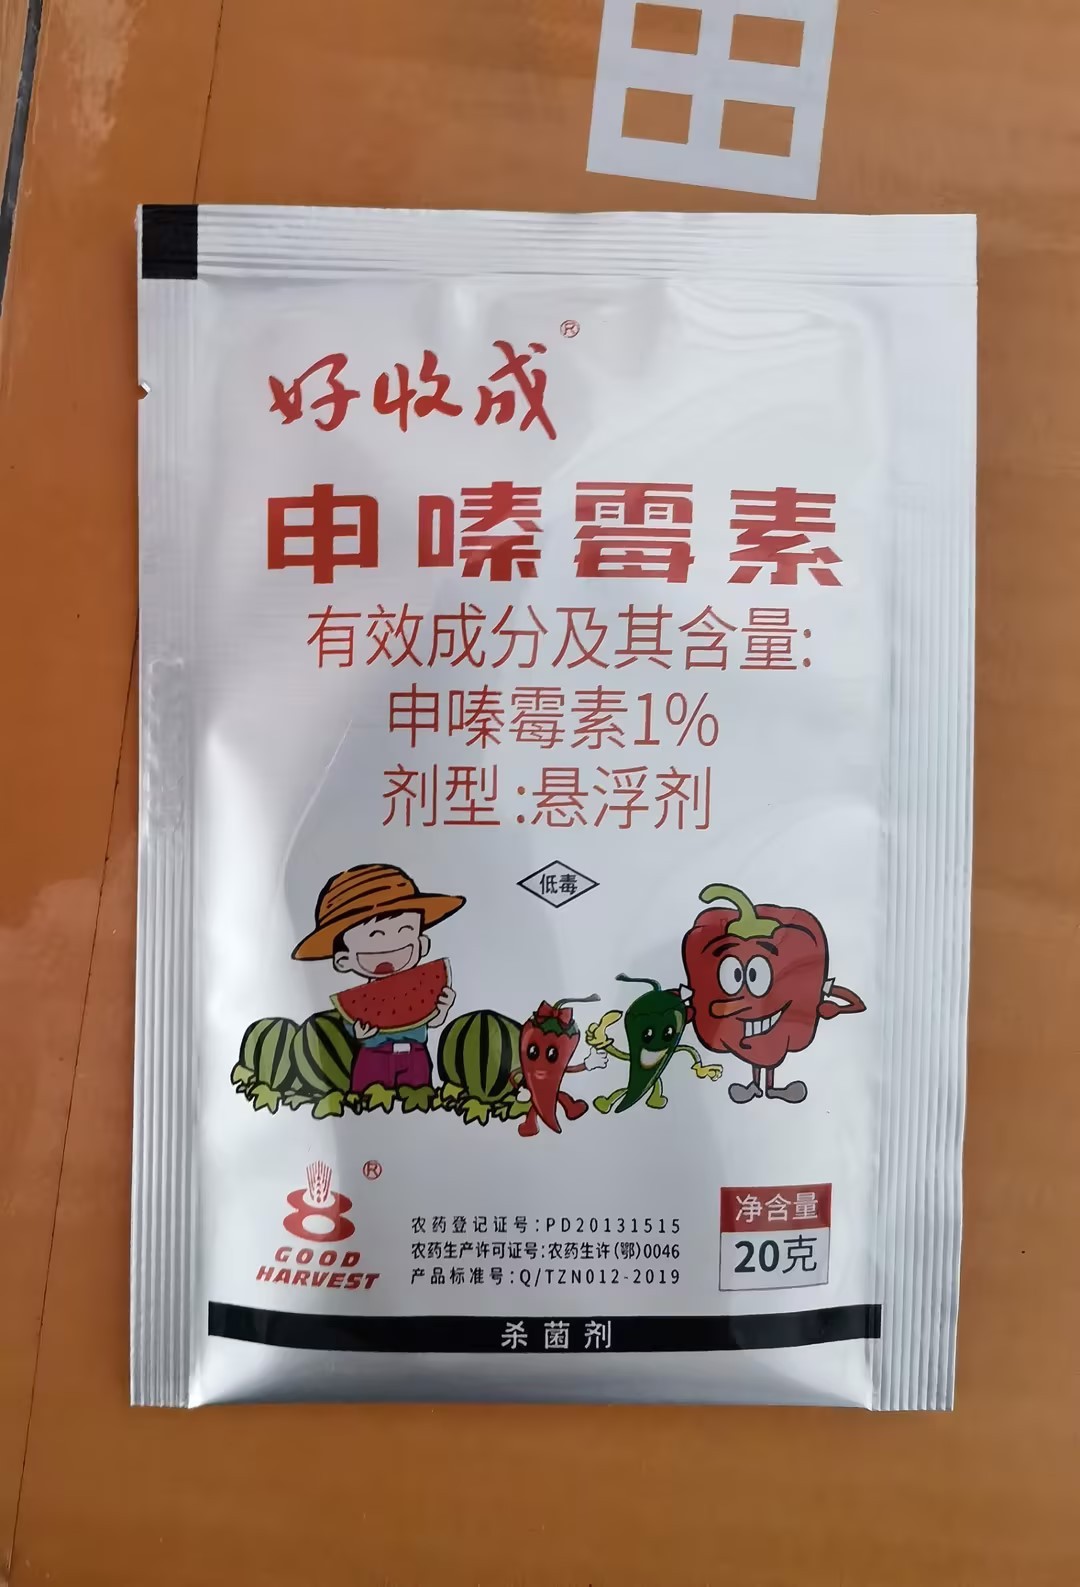 好收成®
申嗪霉素
有效成分及其含量:
申嗪霉素1%
剂型:悬浮剂
低毒
®
GOOD
HARVEST
农药登记证号:PD20131515
农药生产许可证号:农药生许(鄂)0046
产品标准号:Q/TZN012-2019
净含量
20克
杀菌剂